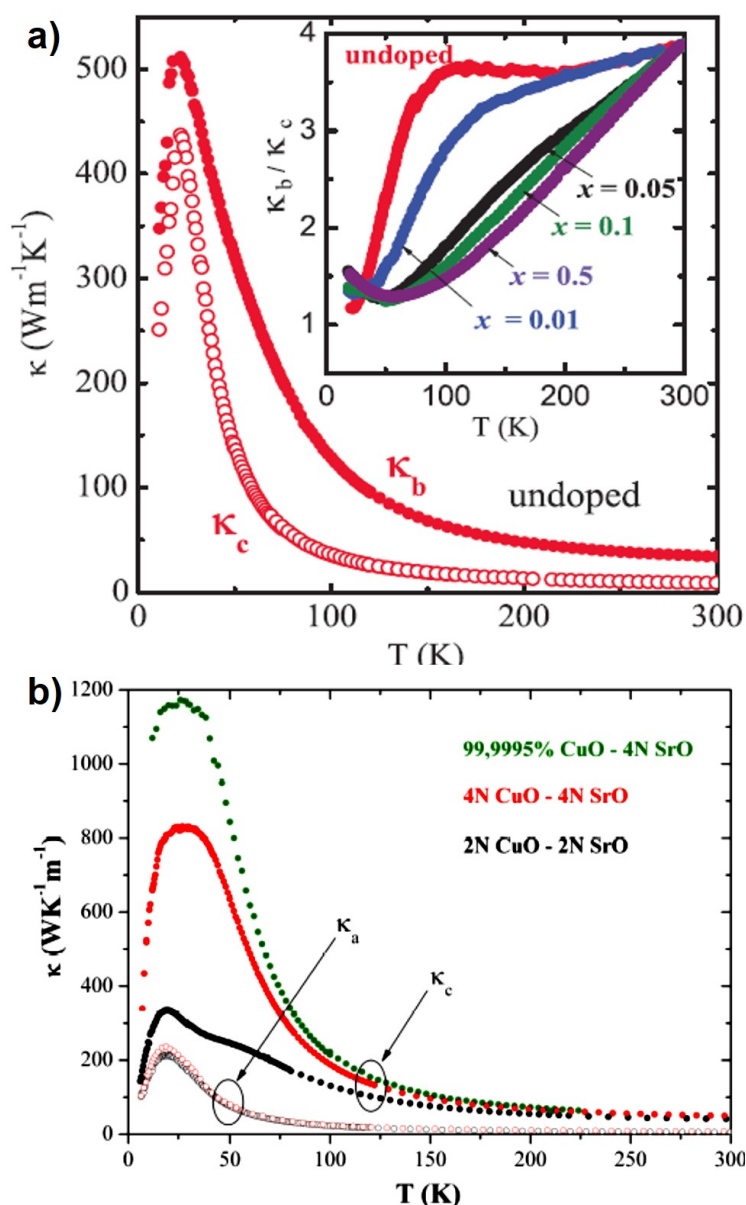 a)
κ (Wm⁻¹K⁻¹)
500
400
300
200
100
0
0
100
200
300
T (K)
κb
κc
undoped
undoped
κb / κc
4
3
2
1
0
100
200
300
T (K)
x = 0.05
x = 0.1
x = 0.5
x = 0.01
b)
κ (WK⁻¹m⁻¹)
1200
1000
800
600
400
200
0
0
50
100
150
200
250
300
T (K)
99,9995% CuO - 4N SrO
4N CuO - 4N SrO
2N CuO - 2N SrO
κa
κc